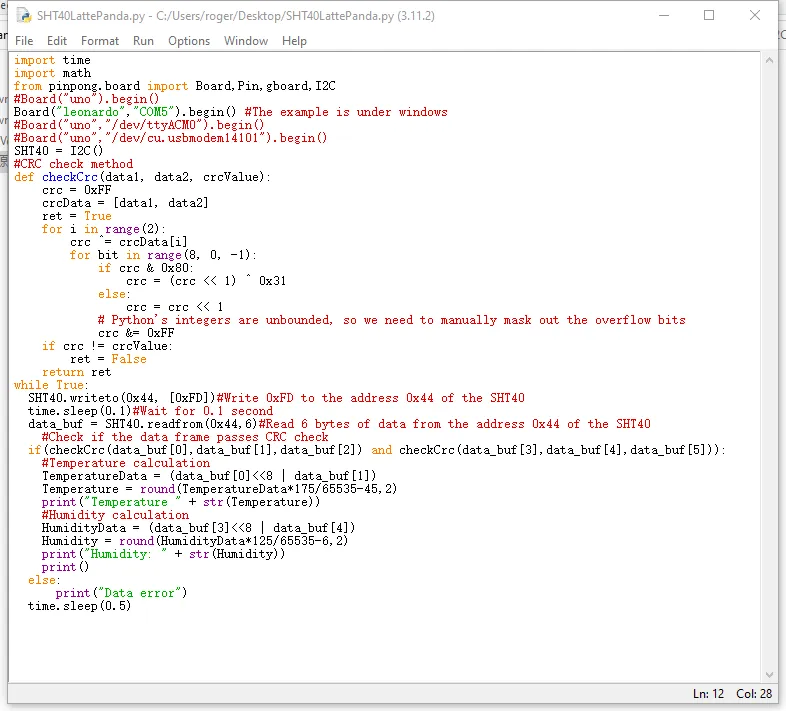 SHT40LattePanda.py - C:/Users/roger/Desktop/SHT40LattePanda.py (3.11.2)
File Edit Format Run Options Window Help
import time
import math
from pinpong.board import Board,Pin,gboard,I2C
#Board("uno").begin()
Board("leonardo","COM5").begin() #The example is under windows
#Board("uno","/dev/ttyACM0").begin()
#Board("uno","/dev/cu.usbmodem14101").begin()
SHT40 = I2C()
#CRC check method
def checkCrc(data1, data2, crcValue):
    crc = 0xFF
    crcData = [data1, data2]
    ret = True
    for i in range(2):
        crc ^= crcData[i]
        for bit in range(8, 0, -1):
            if crc & 0x80:
                crc = (crc << 1) ^ 0x31
            else:
                crc = crc << 1
            # Python's integers are unbounded, so we need to manually mask out the overflow bits
            crc &= 0xFF
    if crc != crcValue:
        ret = False
    return ret
while True:
  SHT40.writeto(0x44, [0xFD])#Write 0xFD to the address 0x44 of the SHT40
  time.sleep(0.1)#Wait for 0.1 second
  data_buf = SHT40.readfrom(0x44,6)#Read 6 bytes of data from the address 0x44 of the SHT40
    #Check if the data frame passes CRC check
  if(checkCrc(data_buf[0],data_buf[1],data_buf[2]) and checkCrc(data_buf[3],data_buf[4],data_buf[5])):
    #Temperature calculation
    TemperatureData = (data_buf[0]<<8 | data_buf[1])
    Temperature = round(TemperatureData*175/65535-45,2)
    print("Temperature " + str(Temperature))
    #Humidity calculation
    HumidityData = (data_buf[3]<<8 | data_buf[4])
    Humidity = round(HumidityData*125/65535-6,2)
    print("Humidity: " + str(Humidity))
    print()
  else:
      print("Data error")
  time.sleep(0.5)
Ln: 12 Col: 28